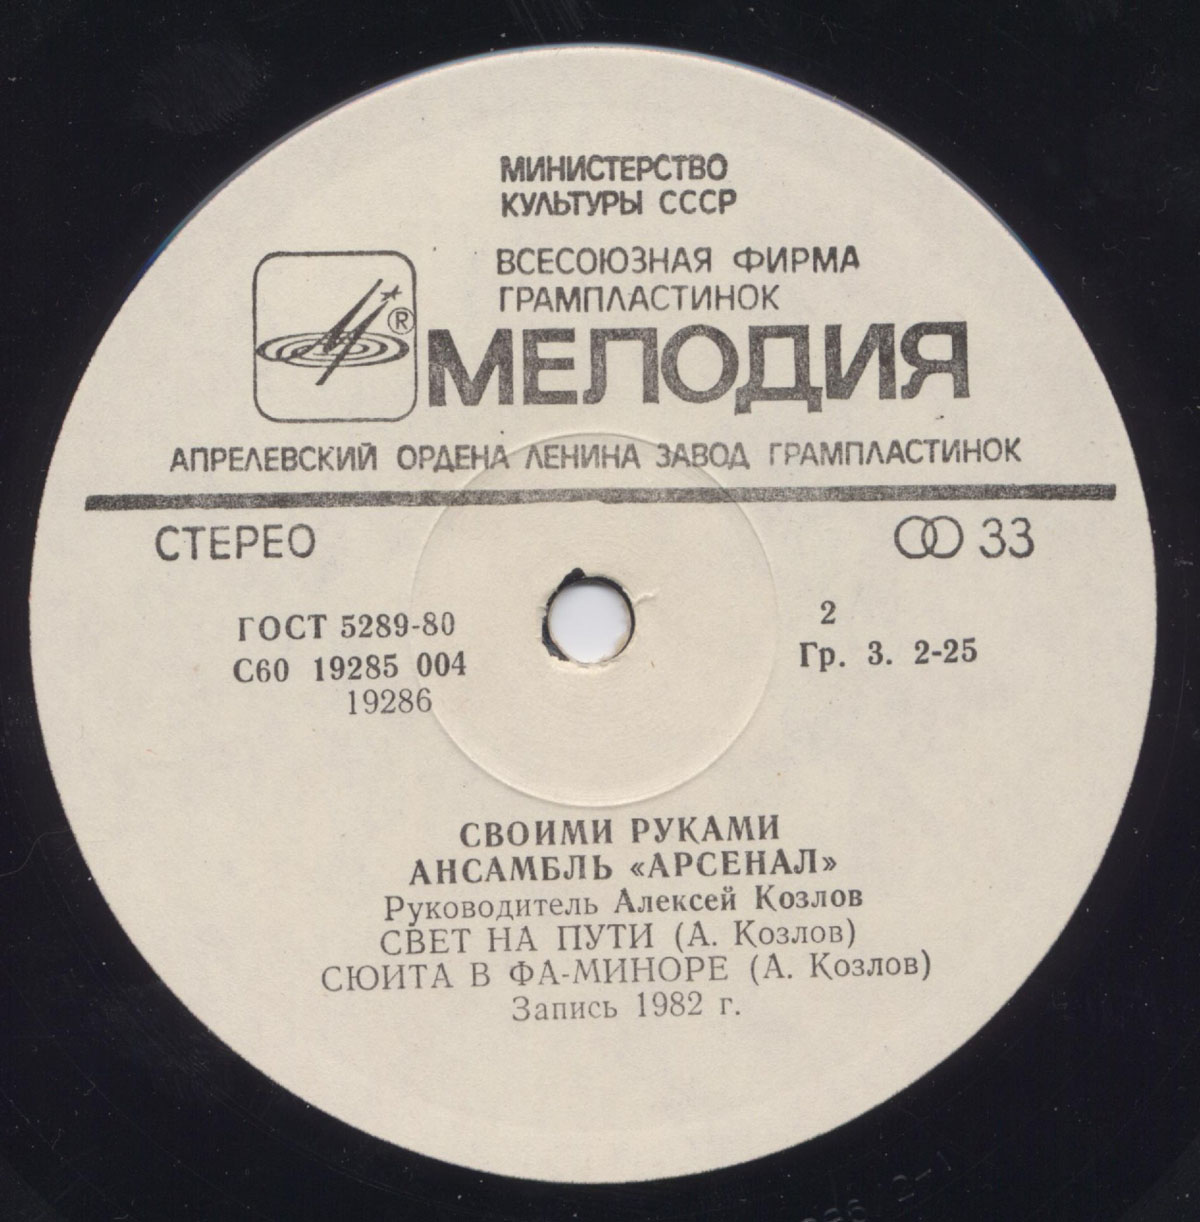 МИНИСТЕРСТВО
КУЛЬТУРЫ СССР
ВСЕСОЮЗНАЯ ФИРМА
ГРАМПЛАСТИНОК
®
МЕЛОДИЯ
АПРЕЛЕВСКИЙ ОРДЕНА ЛЕНИНА ЗАВОД ГРАМПЛАСТИНОК
СТЕРЕО
33
ГОСТ 5289-80
С60 19285 004
19286
2
Гр. 3. 2-25
СВОИМИ РУКАМИ
АНСАМБЛЬ «АРСЕНАЛ»
Руководитель Алексей Козлов
СВЕТ НА ПУТИ (А. Козлов)
СЮИТА В ФА-МИНОРЕ (А. Козлов)
Запись 1982 г.